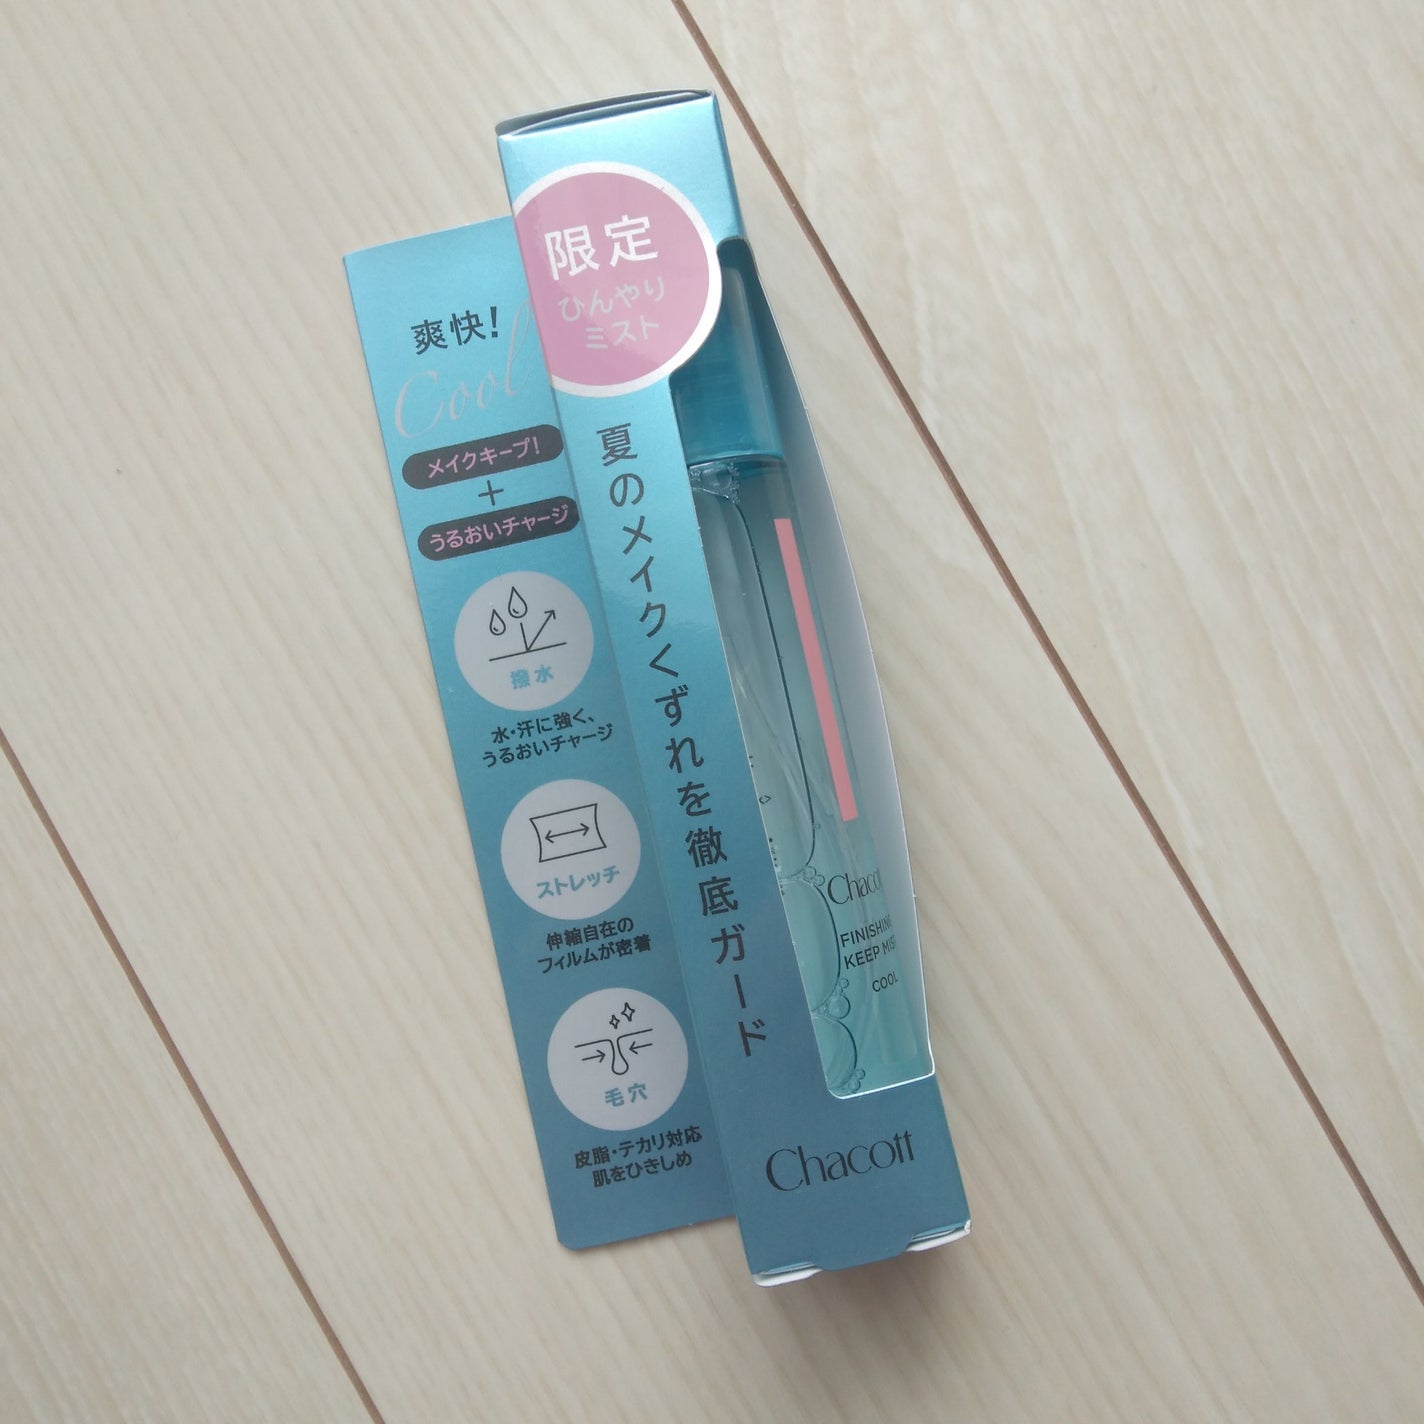 爽快!
Cool
メイクキープ!
+
うるおいチャージ
撥水
水・汗に強く、
うるおいチャージ
ストレッチ
伸縮自在の
フィルムが密着
毛穴
皮脂・テカリ対応
肌をひきしめ
限定
ひんやり
ミスト
夏のメイクくずれを徹底ガード
Chacott
FINISHING
KEEP MIS
COOL
Chacott